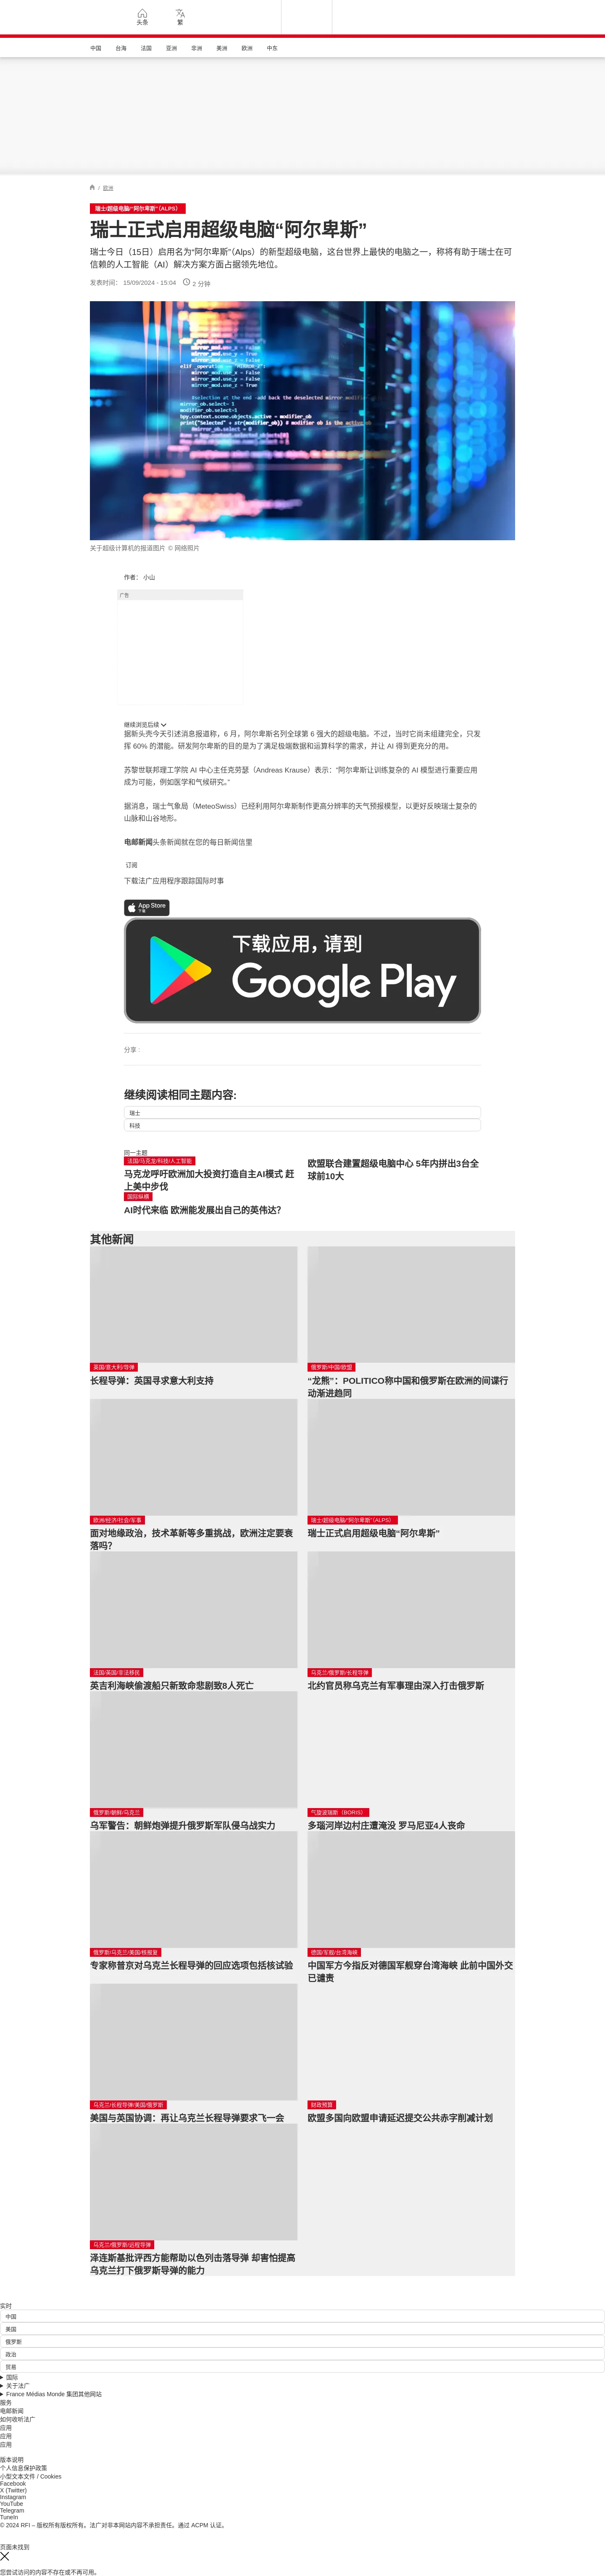 头条
繁
中国
台海
法国
亚洲
非洲
美洲
欧洲
中东
/ 欧洲
瑞士/超级电脑/“阿尔卑斯”（ALPS）
瑞士正式启用超级电脑“阿尔卑斯”
瑞士今日（15日）启用名为“阿尔卑斯”（Alps）的新型超级电脑，这台世界上最快的电脑之一，称将有助于瑞士在可
信赖的人工智能（AI）解决方案方面占据领先地位。
发表时间： 15/09/2024 - 15:04
2 分钟
mirror_mod.use_z = False
elif _operation == "MIRROR_Z":
mirror_mod.use_x = False
mirror_mod.use_y = False
mirror_mod.use_z = True
#selection at the end -add back the deselected mirror
mirror_ob.select= 1
modifier_ob.select=1
bpy.context.scene.objects.active = modifier_ob
print("Selected" + str(modifier_ob)) # modifier ob is the active ob
关于超级计算机的报道图片 © 网络照片
作者： 小山
广告
继续浏览后续
据新头壳今天引述消息报道称，6 月，阿尔卑斯名列全球第 6 强大的超级电脑。不过，当时它尚未组建完全，只发
挥 60% 的潜能。研发阿尔卑斯的目的是为了满足极端数据和运算科学的需求，并让 AI 得到更充分的用。
苏黎世联邦理工学院 AI 中心主任克劳瑟（Andreas Krause）表示：“阿尔卑斯让训练复杂的 AI 模型进行重要应用
成为可能，例如医学和气候研究。”
据消息，瑞士气象局（MeteoSwiss）已经利用阿尔卑斯制作更高分辨率的天气预报模型，以更好反映瑞士复杂的
山脉和山谷地形。
电邮新闻头条新闻就在您的每日新闻信里
订阅
下载法广应用程序跟踪国际时事
App Store
下载
下载应用，请到
Google Play
分享 :
继续阅读相同主题内容:
瑞士
科技
同一主题
法国/马克龙/科技/人工智能
马克龙呼吁欧洲加大投资打造自主AI模式 赶
上美中步伐
欧盟联合建置超级电脑中心 5年内拼出3台全
球前10大
国际纵横
AI时代来临 欧洲能发展出自己的英伟达？
其他新闻
英国/意大利/导弹
长程导弹：英国寻求意大利支持
俄罗斯/中国/欧盟
“龙熊”：POLITICO称中国和俄罗斯在欧洲的间谍行
动渐进趋同
欧洲/经济/社会/军事
面对地缘政治，技术革新等多重挑战，欧洲注定要衰
落吗？
瑞士/超级电脑/“阿尔卑斯”（ALPS）
瑞士正式启用超级电脑“阿尔卑斯”
法国/英国/非法移民
英吉利海峡偷渡船只新致命悲剧致8人死亡
乌克兰/俄罗斯/长程导弹
北约官员称乌克兰有军事理由深入打击俄罗斯
俄罗斯/朝鲜/乌克兰
乌军警告：朝鲜炮弹提升俄罗斯军队侵乌战实力
气旋波瑞斯（BORIS）
多瑙河岸边村庄遭淹没 罗马尼亚4人丧命
俄罗斯/乌克兰/美国/核报复
专家称普京对乌克兰长程导弹的回应选项包括核试验
德国/军舰/台湾海峡
中国军方今指反对德国军舰穿台湾海峡 此前中国外交
已谴责
乌克兰/长程导弹/美国/俄罗斯
美国与英国协调：再让乌克兰长程导弹要求飞一会
财政预算
欧盟多国向欧盟申请延迟提交公共赤字削减计划
乌克兰/俄罗斯/远程导弹
泽连斯基批评西方能帮助以色列击落导弹 却害怕提高
乌克兰打下俄罗斯导弹的能力
实时
中国
美国
俄罗斯
政治
贸易
国际
关于法广
France Médias Monde 集团其他网站
服务
电邮新闻
如何收听法广
应用
应用
应用
版本说明
个人信息保护政策
小型文本文件 / Cookies
Facebook
X (Twitter)
Instagram
YouTube
Telegram
TuneIn
© 2024 RFI – 版权所有版权所有。法广对非本网站内容不承担责任。通过 ACPM 认证。
页面未找到
您尝试访问的内容不存在或不再可用。